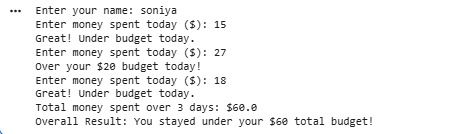 Enter your name: soniya
Enter money spent today ($): 15
Great! Under budget today.
Enter money spent today ($): 27
Over your $20 budget today!
Enter money spent today ($): 18
Great! Under budget today.
Total money spent over 3 days: $60.0
Overall Result: You stayed under your $60 total budget!